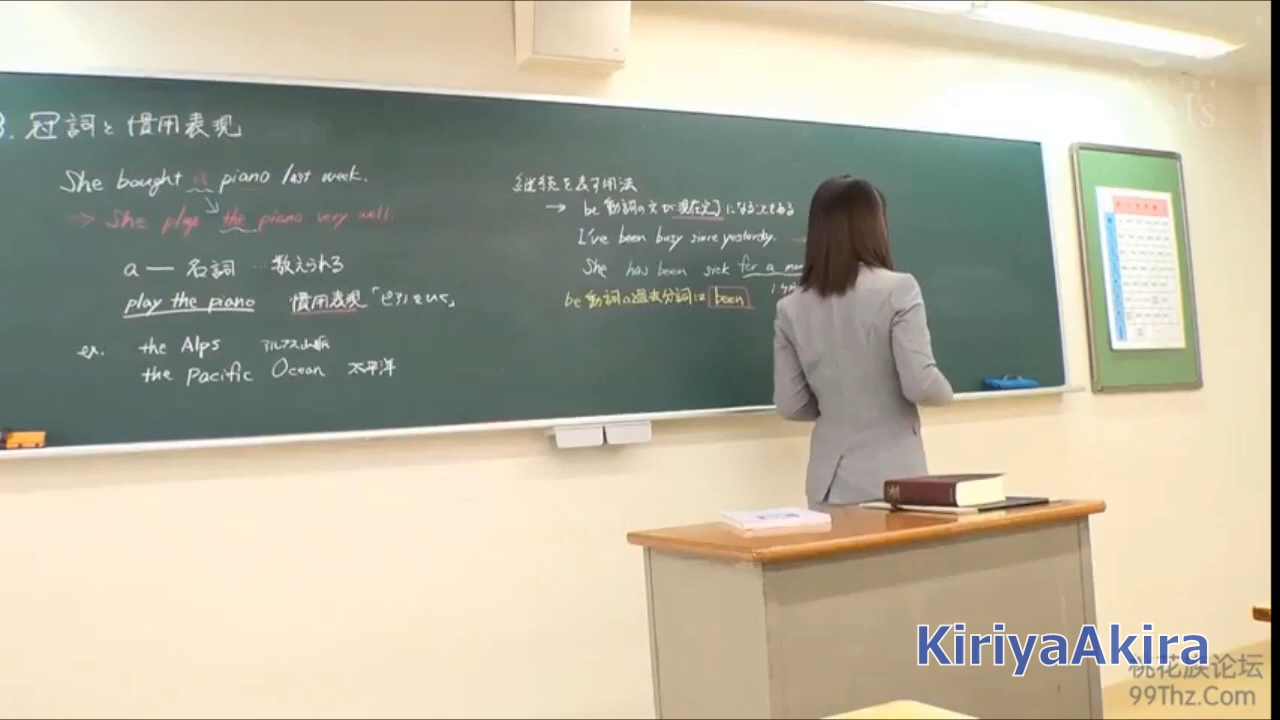 3. 冠詞と慣用表現
She bought a piano last week.
→ She plays the piano very well.
a ― 名詞 … 数えられる
play the piano 慣用表現「ピアノをひく」
ex. the Alps アルプス山脈
the Pacific Ocean 太平洋
継続を表す用法
→ be動詞の文が現在完了になることもある
I've been busy since yesterday.
She has been sick for a
be動詞の過去分詞は been
Is
KiriyaAkira
桃花族论坛
99Thz.Com